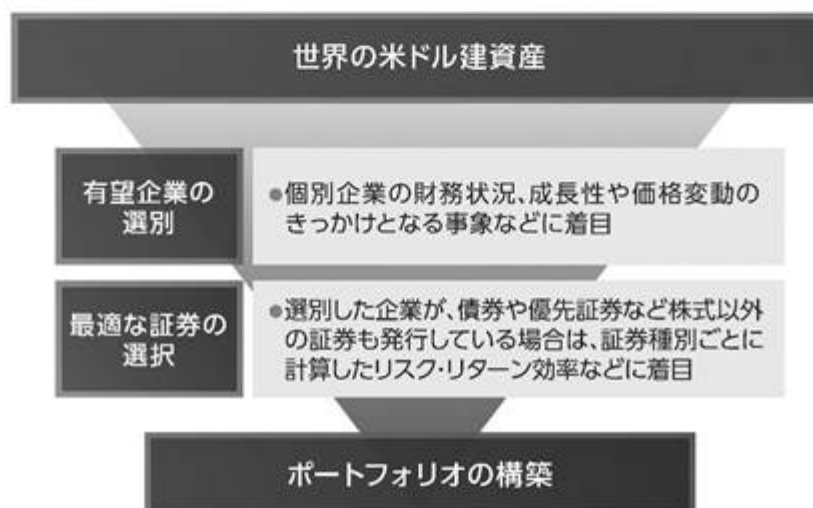 世界の米ドル建資産
有望企業の
選別
●個別企業の財務状況、成長性や価格変動の
きっかけとなる事象などに着目
最適な証券の
選択
●選別した企業が、債券や優先証券など株式以外
の証券も発行している場合は、証券種別ごとに
計算したリスク・リターン効率などに着目
ポートフォリオの構築